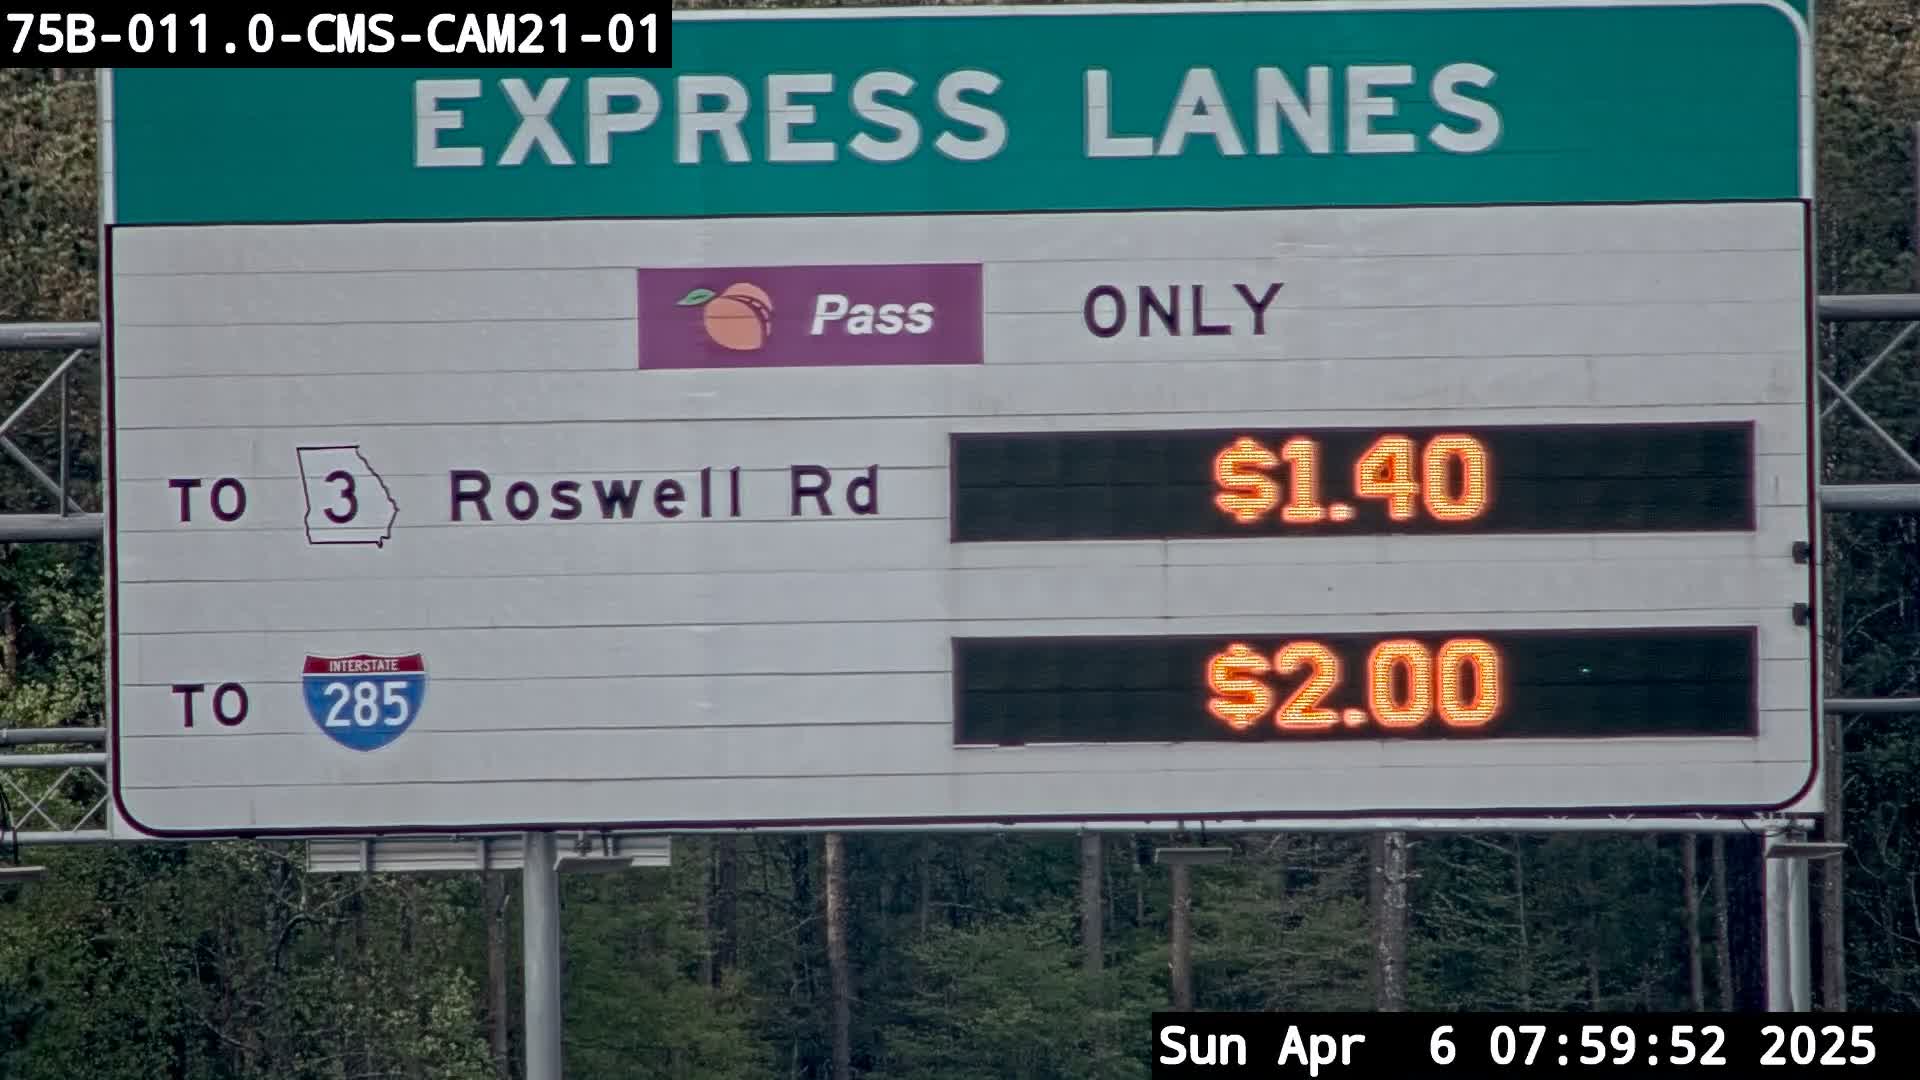 75B-011.0-CMS-CAM21-01
EXPRESS LANES
Pass ONLY
TO 3 Roswell Rd $1.40
INTERSTATE
TO 285 $2.00
Sun Apr 6 07:59:52 2025